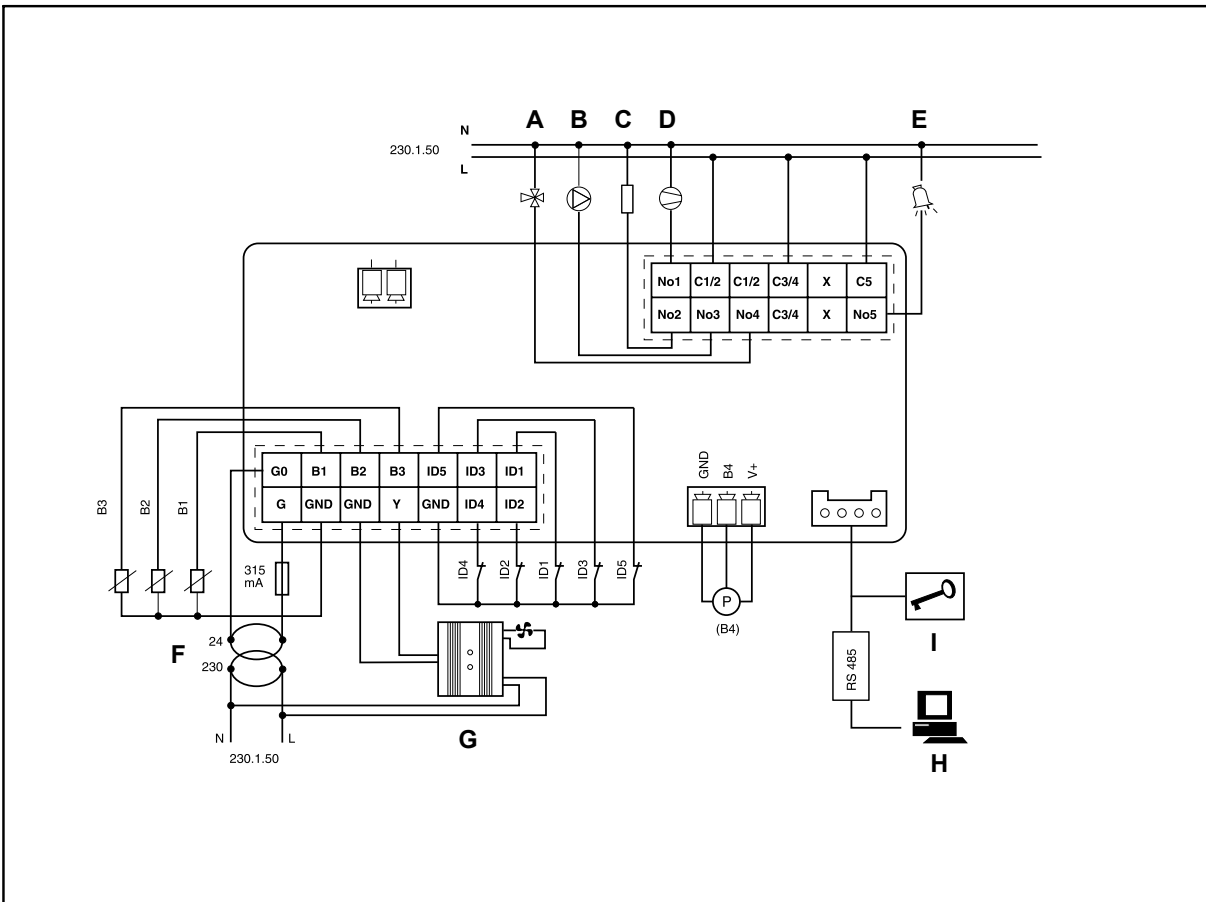 A B C D E
N
230.1.50
L
No1 C1/2 C1/2 C3/4 X C5
No2 No3 No4 C3/4 X No5
G0 B1 B2 B3 ID5 ID3 ID1
G GND GND Y GND ID4 ID2
GND B4 V+
B3 B2 B1
315
mA
ID4 ID2 ID1 ID3 ID5
P
(B4)
24
F
230
I
RS 485
G
N L
230.1.50
H